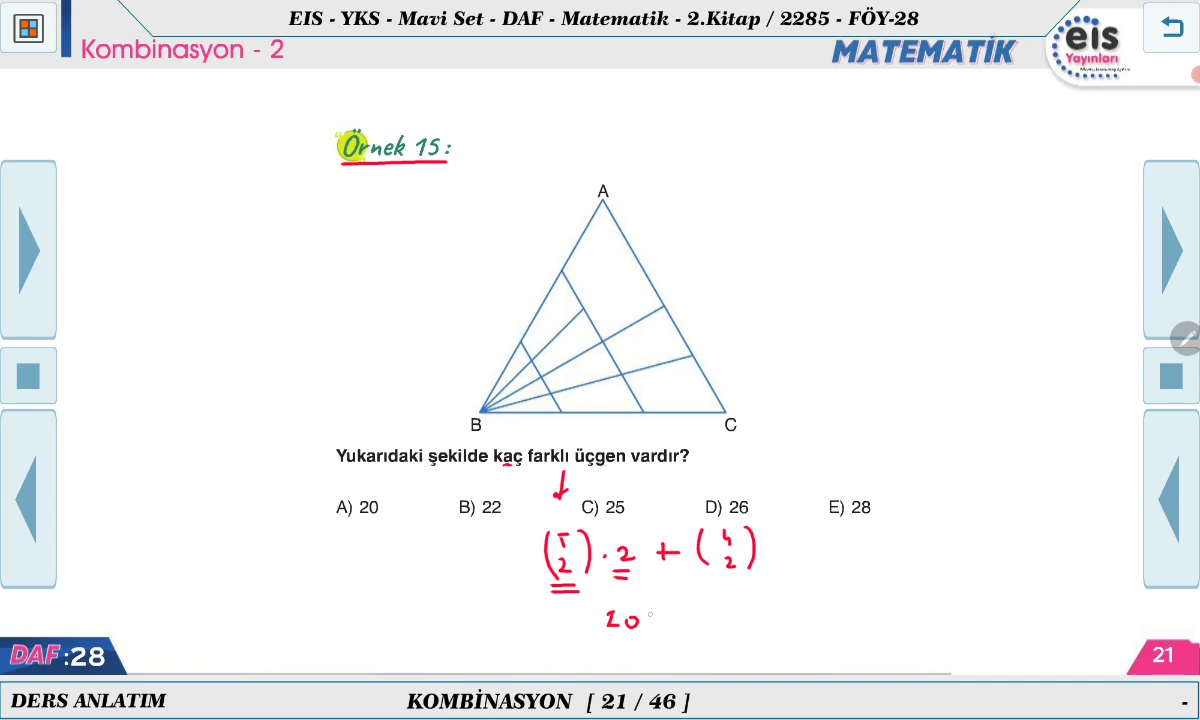 EIS - YKS - Mavi Set - DAF - Matematik - 2.Kitap / 2285 - FÖY-28
Kombinasyon - 2
MATEMATİK
eis
Yayınları
Örnek 15:
A
B
C
Yukarıdaki şekilde kaç farklı üçgen vardır?
A) 20 B) 22 C) 25 D) 26 E) 28
(5 2) . 2 + (4 2)
20
DAF:28
21
DERS ANLATIM
KOMBİNASYON [ 21 / 46 ]
-